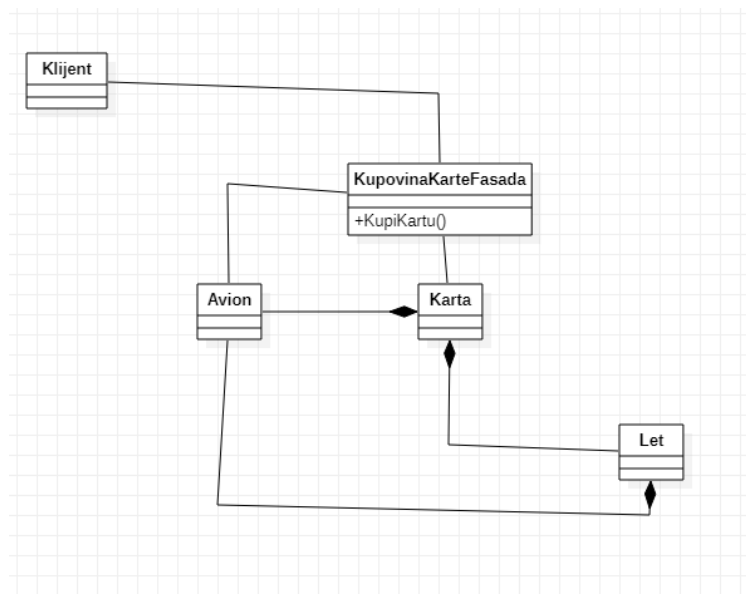 Klijent
KupovinaKarteFasada
+KupiKartu()
Avion
Karta
Let